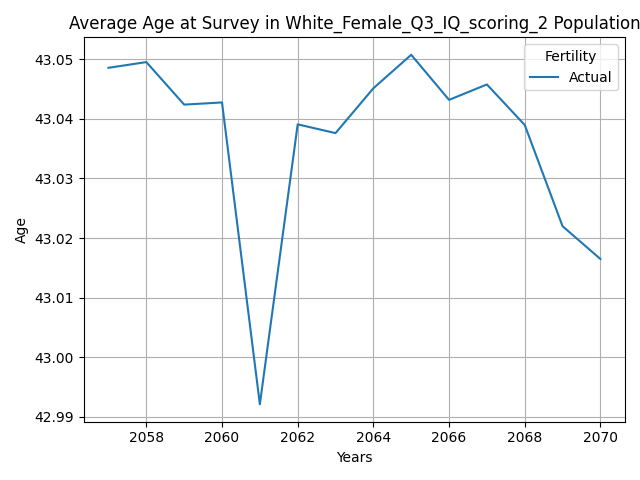 Average Age at Survey in White_Female_Q3_IQ_scoring_2 Population
Fertility
Actual
43.05
43.04
43.03
43.02
43.01
43.00
42.99
Age
2058 2060 2062 2064 2066 2068 2070
Years